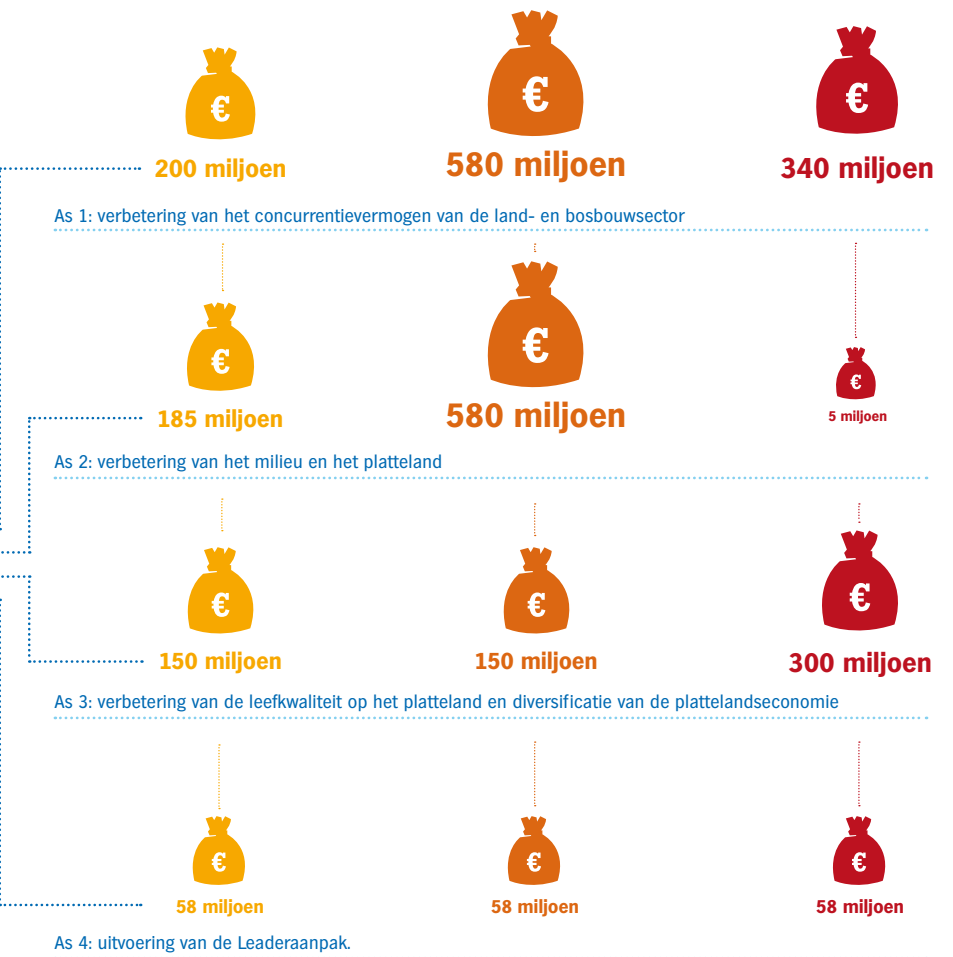 € € €
200 miljoen 580 miljoen 340 miljoen
As 1: verbetering van het concurrentievermogen van de land- en bosbouwsector
€ € €
185 miljoen 580 miljoen 5 miljoen
As 2: verbetering van het milieu en het platteland
€ € €
150 miljoen 150 miljoen 300 miljoen
As 3: verbetering van de leefkwaliteit op het platteland en diversificatie van de plattelandseconomie
€ € €
58 miljoen 58 miljoen 58 miljoen
As 4: uitvoering van de Leaderaanpak.